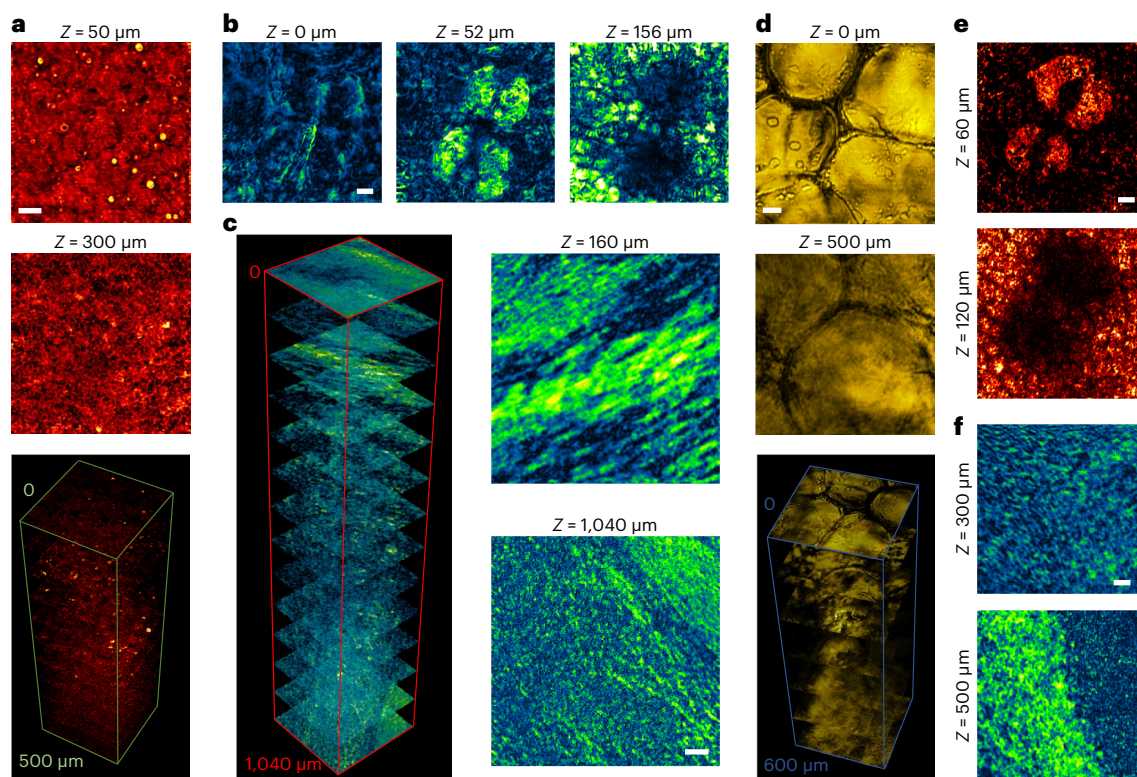 a
Z = 50 µm
Z = 300 µm
0
500 µm
b
Z = 0 µm
Z = 52 µm
Z = 156 µm
c
0
1,040 µm
Z = 160 µm
Z = 1,040 µm
d
Z = 0 µm
Z = 500 µm
0
600 µm
e
Z = 60 µm
Z = 120 µm
f
Z = 300 µm
Z = 500 µm